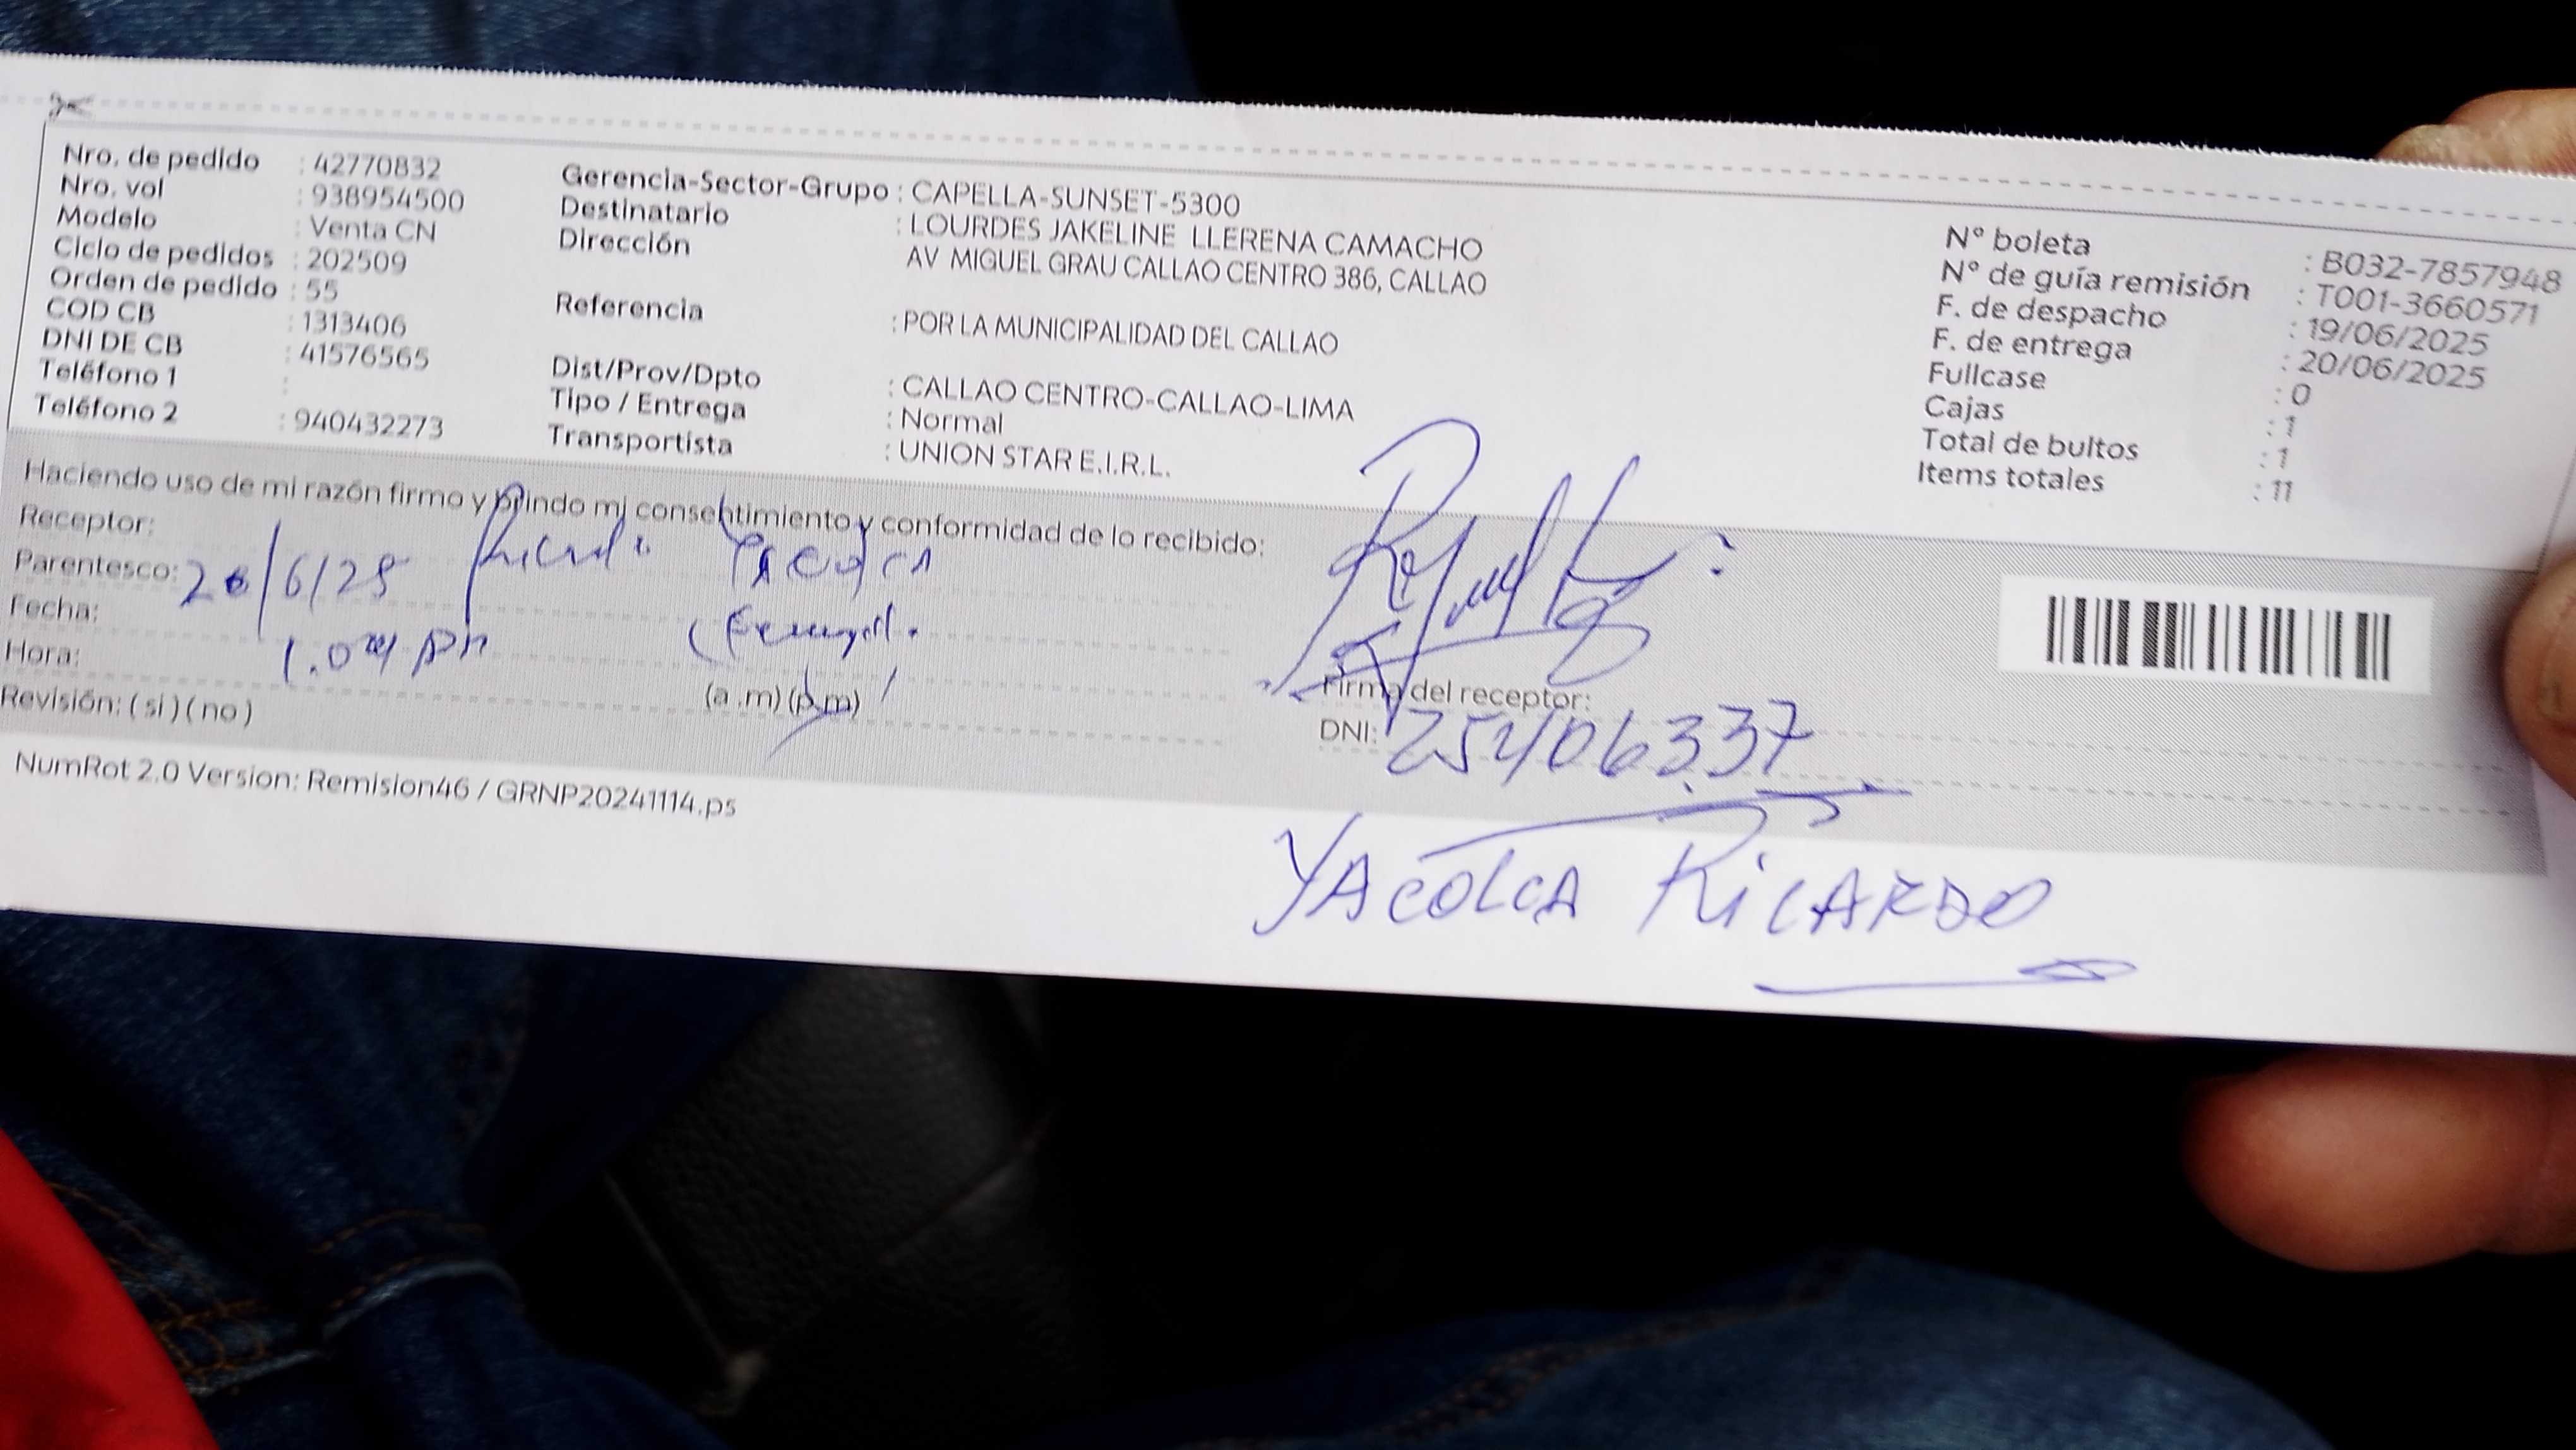 Nro. de pedido : 42770832
Nro. vol : 938954500
Modelo : Venta CN
Ciclo de pedidos : 202509
Orden de pedido : 55
COD CB : 1313406
DNI DE CB : 41576565
Teléfono 1 :
Teléfono 2 : 940432273
Gerencia-Sector-Grupo : CAPELLA-SUNSET-5300
Destinatario : LOURDES JAKELINE LLERENA CAMACHO
Dirección AV MIGUEL GRAU CALLAO CENTRO 386, CALLAO
Referencia : POR LA MUNICIPALIDAD DEL CALLAO
Dist/Prov/Dpto : CALLAO CENTRO-CALLAO-LIMA
Tipo / Entrega : Normal
Transportista : UNION STAR E.I.R.L.
N° boleta : B032-7857948
N° de guía remisión : T001-3660571
F. de despacho : 19/06/2025
F. de entrega : 20/06/2025
Fullcase : 0
Cajas : 1
Total de bultos : 1
Items totales : 11
Haciendo uso de mi razón firmo y brindo mi consentimiento y conformidad de lo recibido:
Receptor: Ricardo Yacolca
Parentesco:
Fecha: 20/6/25
Hora: (a .m) (p.m)
Revisión: ( si ) ( no )
Firma del receptor:
DNI: 25406337
YACOLCA RICARDO
NumRot 2.0 Version: Remision46 / GRNP20241114.ps